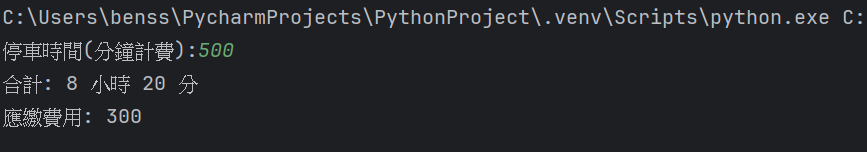 C:\Users\benss\PycharmProjects\PythonProject\.venv\Scripts\python.exe C:
停車時間(分鐘計費):500
合計: 8 小時 20 分
應繳費用: 300